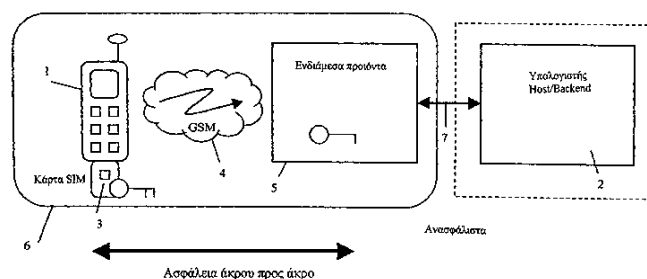 1
Κάρτα SIM
3
6
GSM
4
Ενδιάμεσα προιόντα
5
7
Υπολογιστής
Host/Backend
2
Ανασφάλιστα
Ασφάλεια άκρου προς άκρο